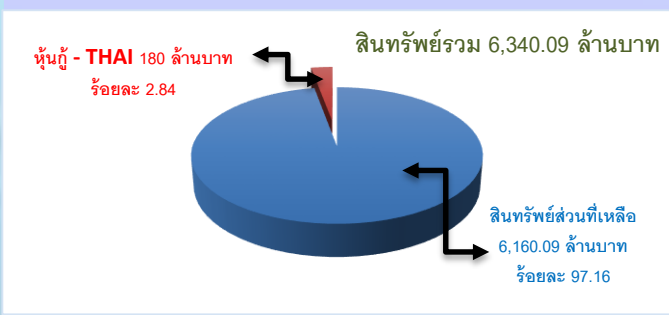 สินทรัพย์รวม 6,340.09 ล้านบาท
หุ้นกู้ - THAI 180 ล้านบาท
ร้อยละ 2.84
สินทรัพย์ส่วนที่เหลือ
6,160.09 ล้านบาท
ร้อยละ 97.16